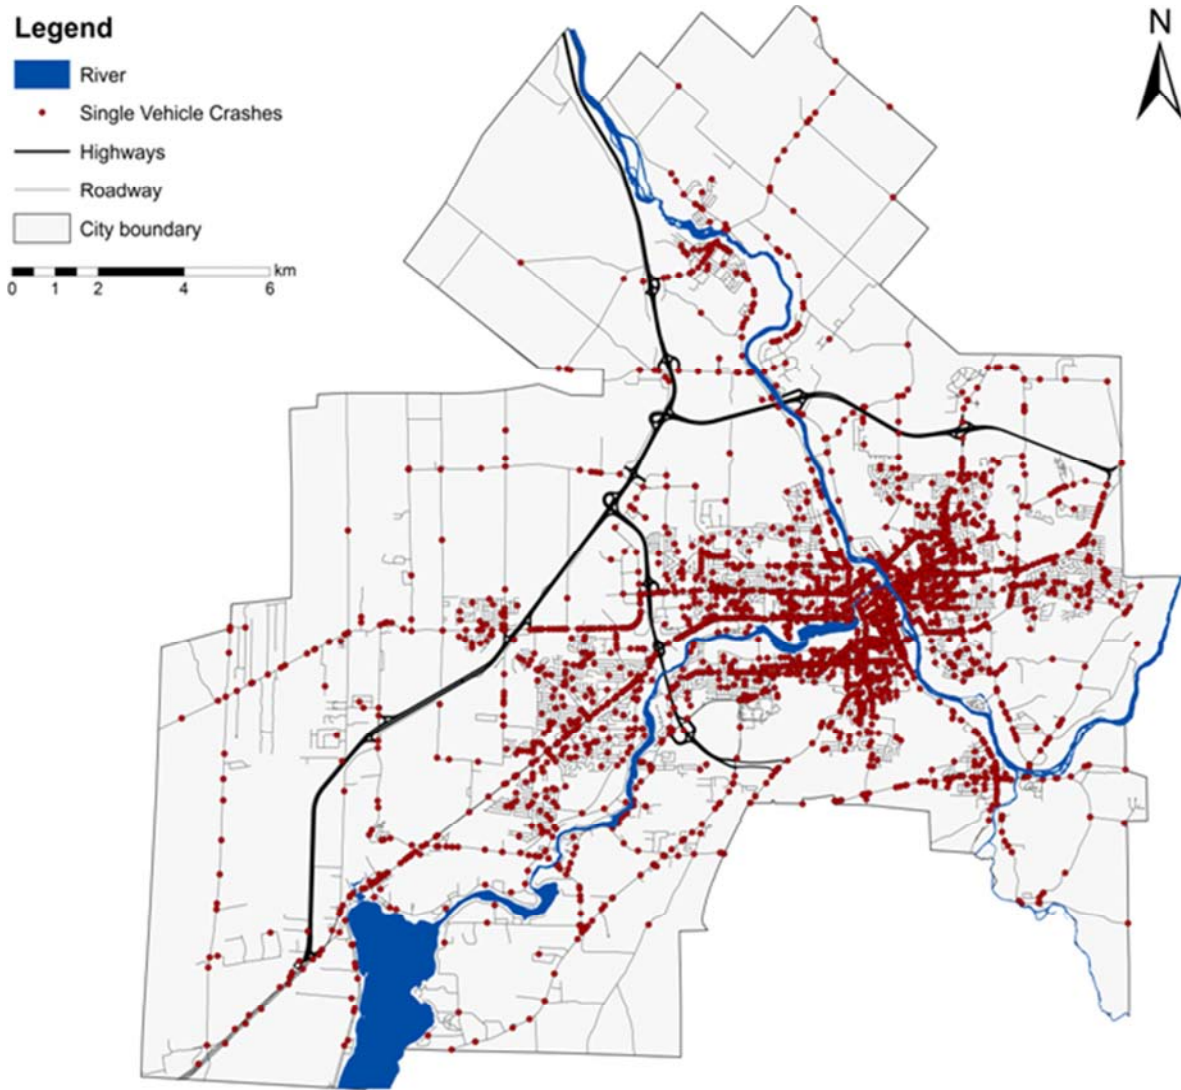 Legend
River
Single Vehicle Crashes
Highways
Roadway
City boundary
km
0 1 2 4 6
N